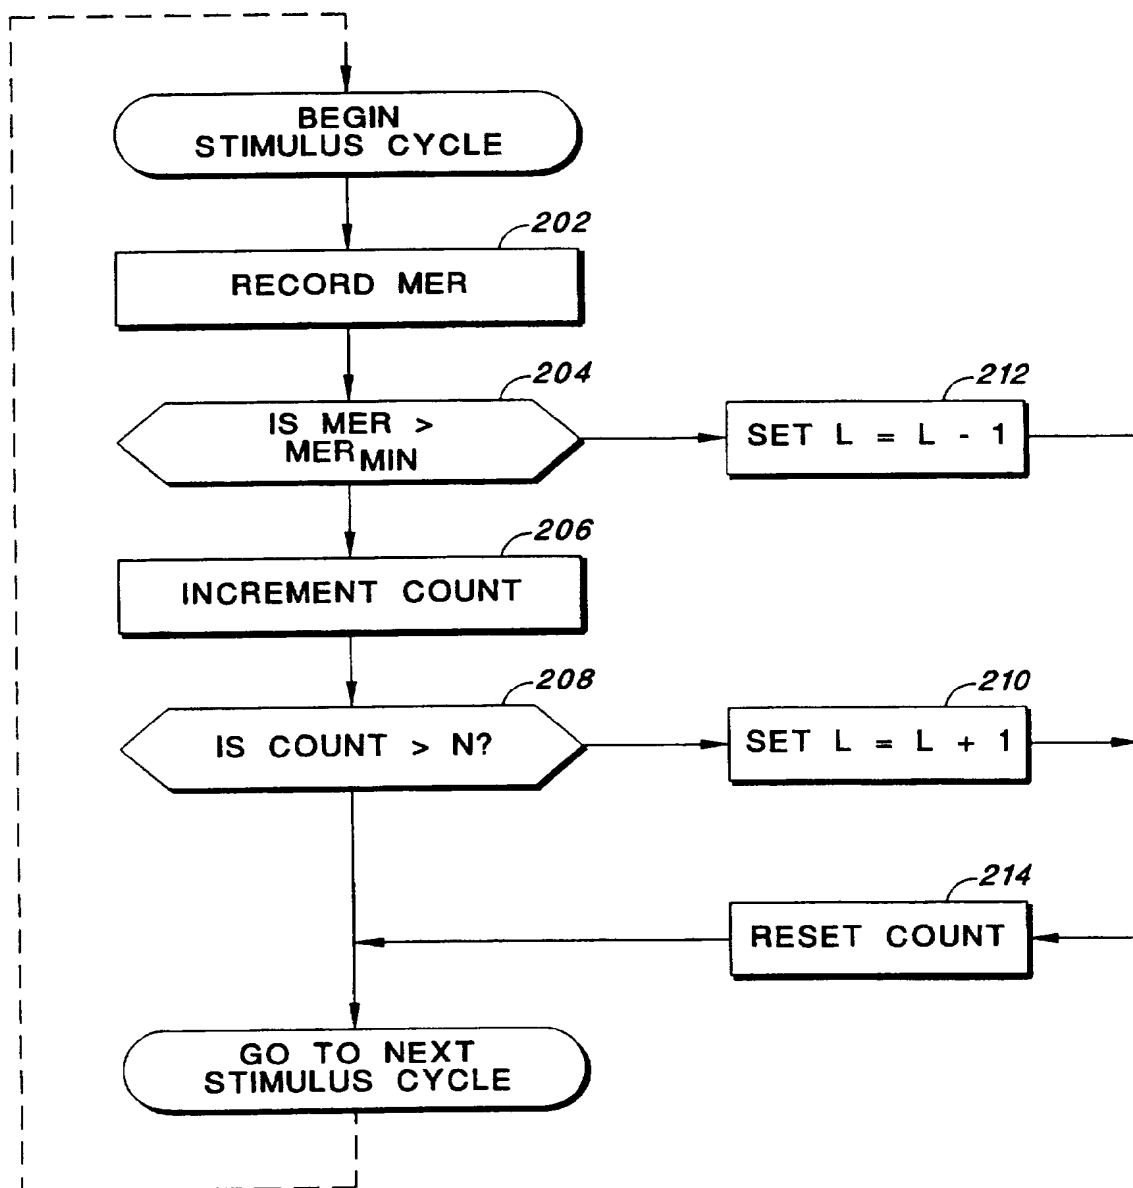 BEGIN
STIMULUS CYCLE
202
RECORD MER
204
IS MER >
MERMIN
212
SET L = L - 1
206
INCREMENT COUNT
208
IS COUNT > N?
210
SET L = L + 1
214
RESET COUNT
GO TO NEXT
STIMULUS CYCLE